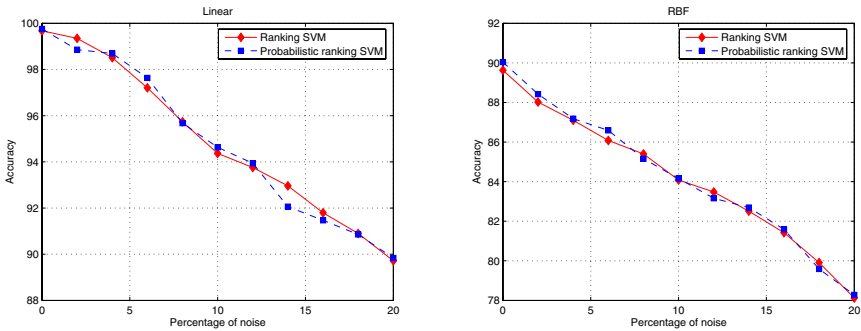 Linear
100
98
96
94
92
90
88
Accuracy
0
5
10
15
20
Percentage of noise
Ranking SVM
Probabilistic ranking SVM
RBF
92
90
88
86
84
82
80
78
Accuracy
0
5
10
15
20
Percentage of noise
Ranking SVM
Probabilistic ranking SVM